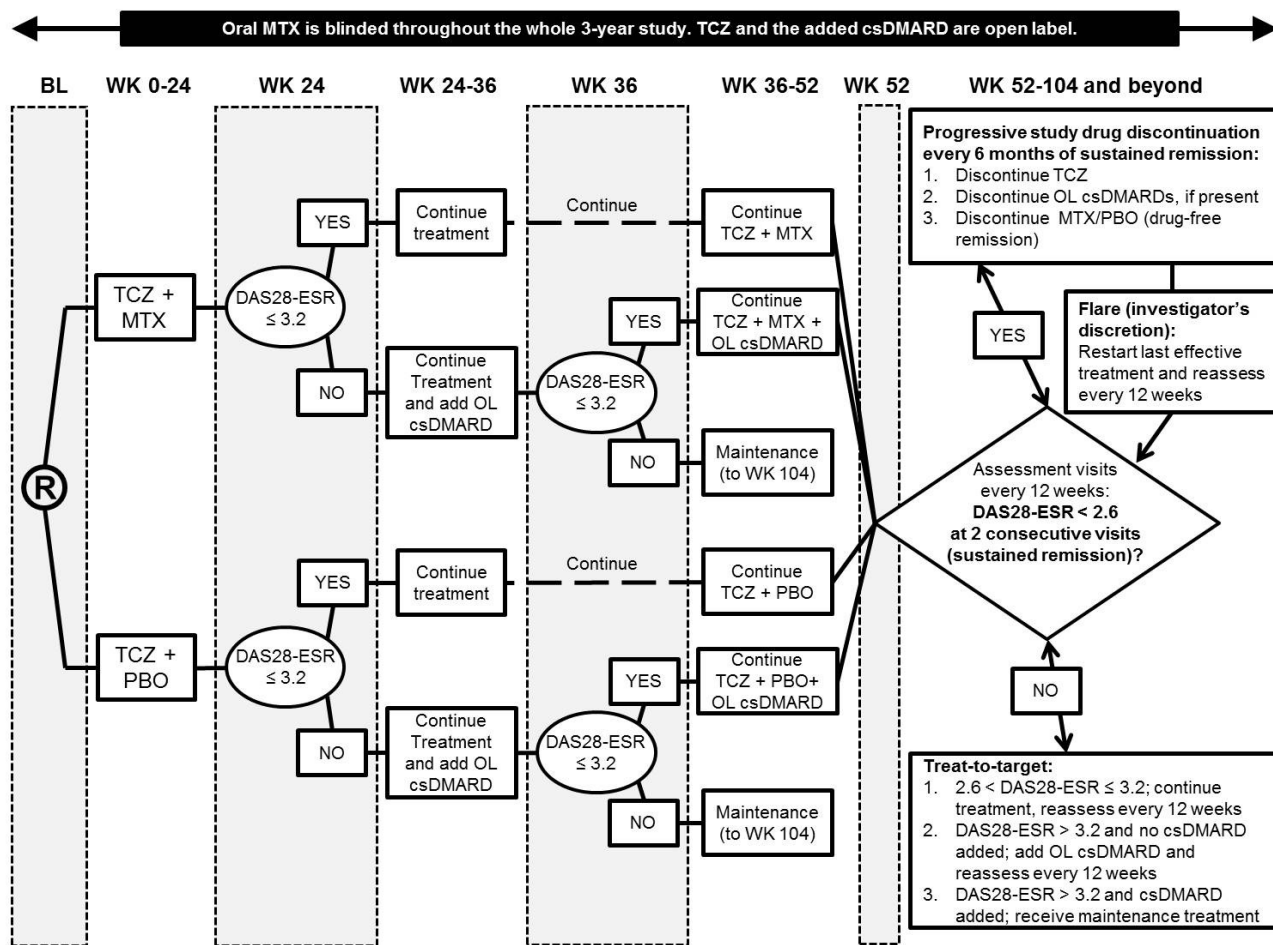 Oral MTX is blinded throughout the whole 3-year study. TCZ and the added csDMARD are open label.
BL
WK 0-24
WK 24
WK 24-36
WK 36
WK 36-52
WK 52
WK 52-104 and beyond
R
TCZ +
MTX
DAS28-ESR
≤ 3.2
YES
Continue
treatment
Continue
Continue
TCZ + MTX
NO
Continue
Treatment
and add OL
csDMARD
DAS28-ESR
≤ 3.2
YES
Continue
TCZ + MTX +
OL csDMARD
NO
Maintenance
(to WK 104)
TCZ +
PBO
DAS28-ESR
≤ 3.2
YES
Continue
treatment
Continue
Continue
TCZ + PBO
NO
Continue
Treatment
and add OL
csDMARD
DAS28-ESR
≤ 3.2
YES
Continue
TCZ + PBO+
OL csDMARD
NO
Maintenance
(to WK 104)
Progressive study drug discontinuation
every 6 months of sustained remission:
1. Discontinue TCZ
2. Discontinue OL csDMARDs, if present
3. Discontinue MTX/PBO (drug-free
remission)
YES
Flare (investigator's
discretion):
Restart last effective
treatment and reassess
every 12 weeks
Assessment visits
every 12 weeks:
DAS28-ESR < 2.6
at 2 consecutive visits
(sustained remission)?
NO
Treat-to-target:
1. 2.6 < DAS28-ESR ≤ 3.2; continue
treatment, reassess every 12 weeks
2. DAS28-ESR > 3.2 and no csDMARD
added; add OL csDMARD and
reassess every 12 weeks
3. DAS28-ESR > 3.2 and csDMARD
added; receive maintenance treatment